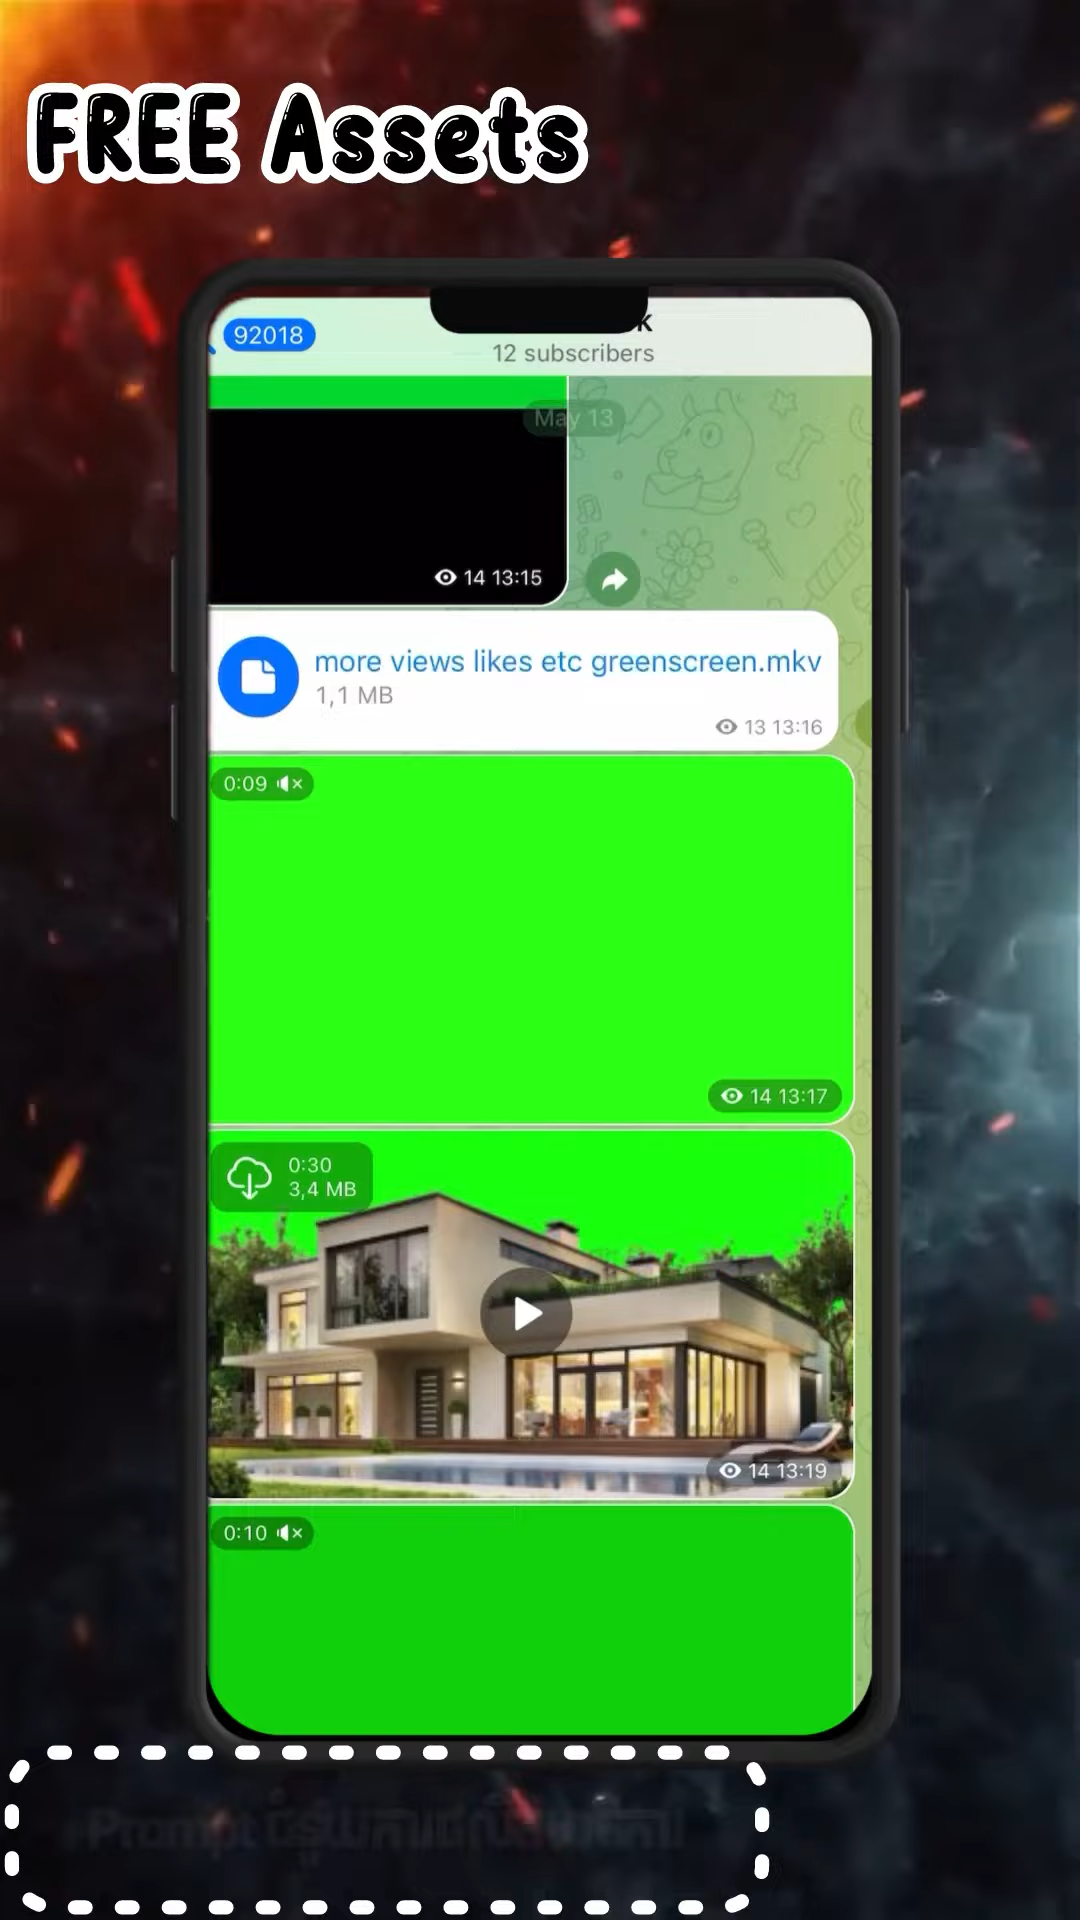 FREE Assets
92018
k
12 subscribers
May 13
14 13:15
more views likes etc greenscreen.mkv
1,1 MB
13 13:16
0:09
14 13:17
0:30
3,4 MB
14 13:19
0:10
Prompt